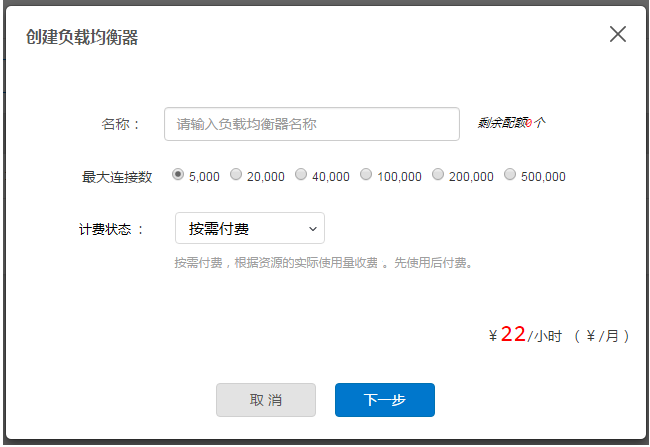 创建负载均衡器
名称： 请输入负载均衡器名称 剩余配额0个
最大连接数 5,000 20,000 40,000 100,000 200,000 500,000
计费状态： 按需付费
按需付费，根据资源的实际使用量收费 。先使用后付费。
￥22/小时 （ ￥/月 ）
取 消 下一步